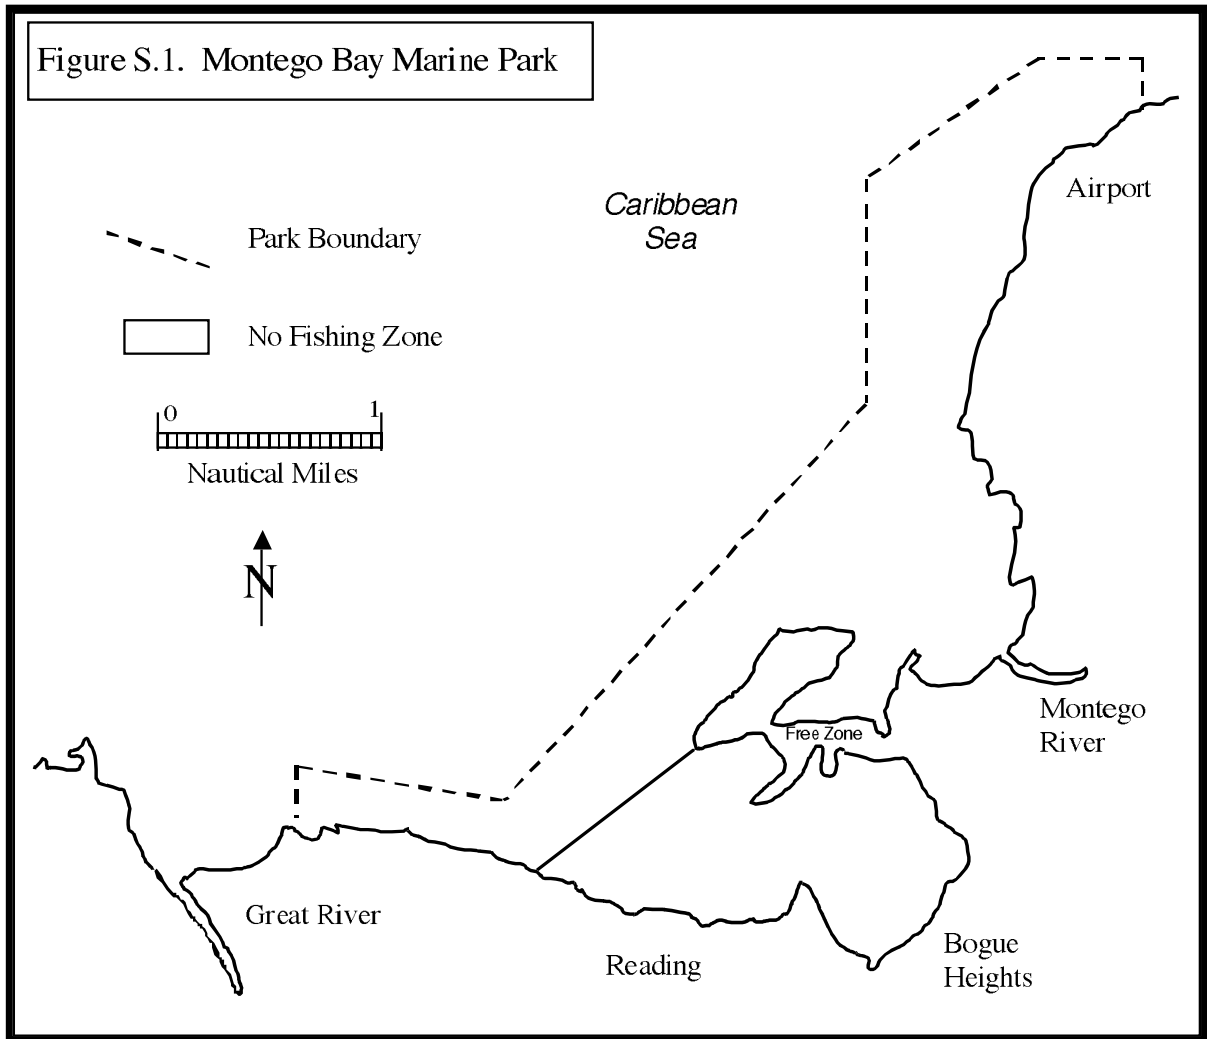 Figure S.1. Montego Bay Marine Park
Caribbean
Sea
Airport
Park Boundary
No Fishing Zone
0 1
Nautical Miles
N
Montego
River
Free Zone
Great River
Reading
Bogue
Heights